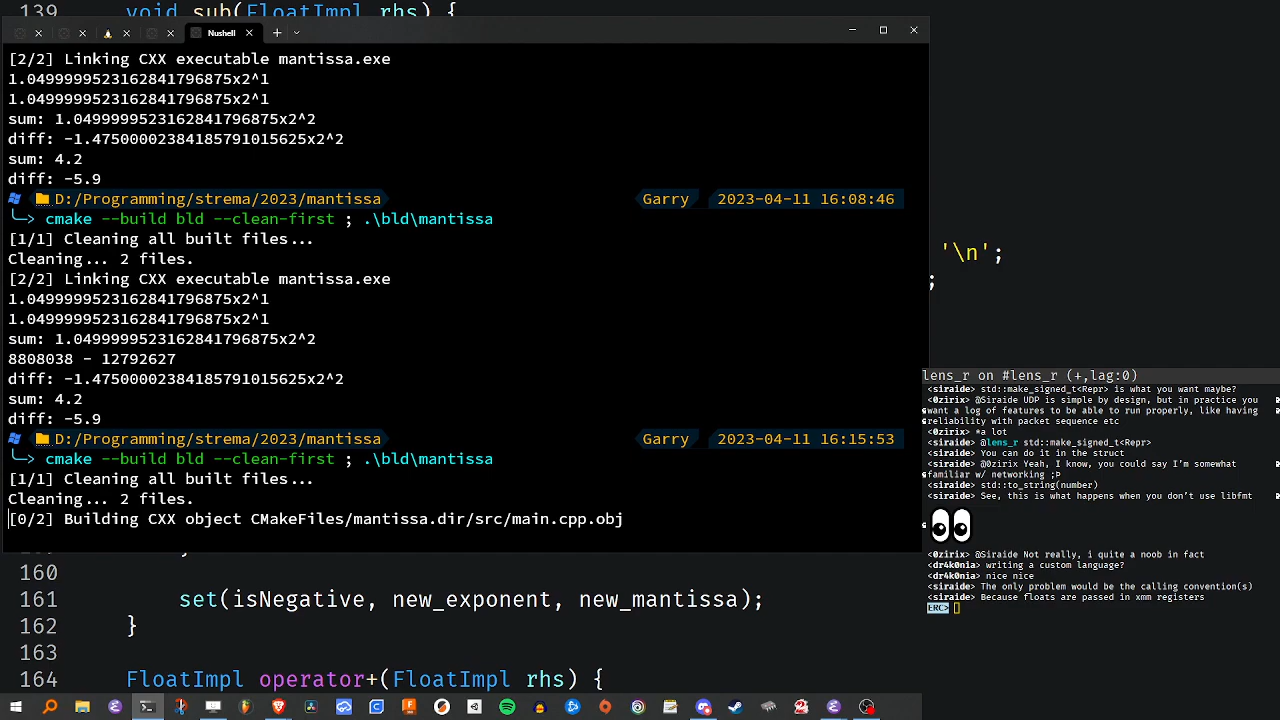 139 void sub(FloatImpl rhs) {
Nushell
[2/2] Linking CXX executable mantissa.exe
1.0499999523162841796875x2^1
1.0499999523162841796875x2^1
sum: 1.0499999523162841796875x2^2
diff: -1.47500002384185791015625x2^2
sum: 4.2
diff: -5.9
D:/Programming/strema/2023/mantissa Garry 2023-04-11 16:08:46
cmake --build bld --clean-first ; .\bld\mantissa
[1/1] Cleaning all built files...
Cleaning... 2 files.
[2/2] Linking CXX executable mantissa.exe
1.0499999523162841796875x2^1
1.0499999523162841796875x2^1
sum: 1.0499999523162841796875x2^2
8808038 - 12792627
diff: -1.47500002384185791015625x2^2
sum: 4.2
diff: -5.9
D:/Programming/strema/2023/mantissa Garry 2023-04-11 16:15:53
cmake --build bld --clean-first ; .\bld\mantissa
[1/1] Cleaning all built files...
Cleaning... 2 files.
[0/2] Building CXX object CMakeFiles/mantissa.dir/src/main.cpp.obj
'\n';
;
160
161 set(isNegative, new_exponent, new_mantissa);
162 }
163
164 FloatImpl operator+(FloatImpl rhs) {
lens_r on #lens_r (+,lag:0)
<siraide> std::make_signed_t<Repr> is what you want maybe?
<0zirix> @Siraide UDP is simple by design, but in practice you
want a log of features to be able to run properly, like having
reliability with packet sequence etc
<0zirix> *a lot
<siraide> @lens_r std::make_signed_t<Repr>
<siraide> You can do it in the struct
<siraide> @0zirix Yeah, I know, you could say I'm somewhat
familiar w/ networking ;Þ
<siraide> std::to_string(number)
<siraide> See, this is what happens when you don't use libfmt
<0zirix> @Siraide Not really, i quite a noob in fact
<dr4k0nia> writing a custom language?
<dr4k0nia> nice nice
<siraide> The only problem would be the calling convention(s)
<siraide> Because floats are passed in xmm registers
ERC>